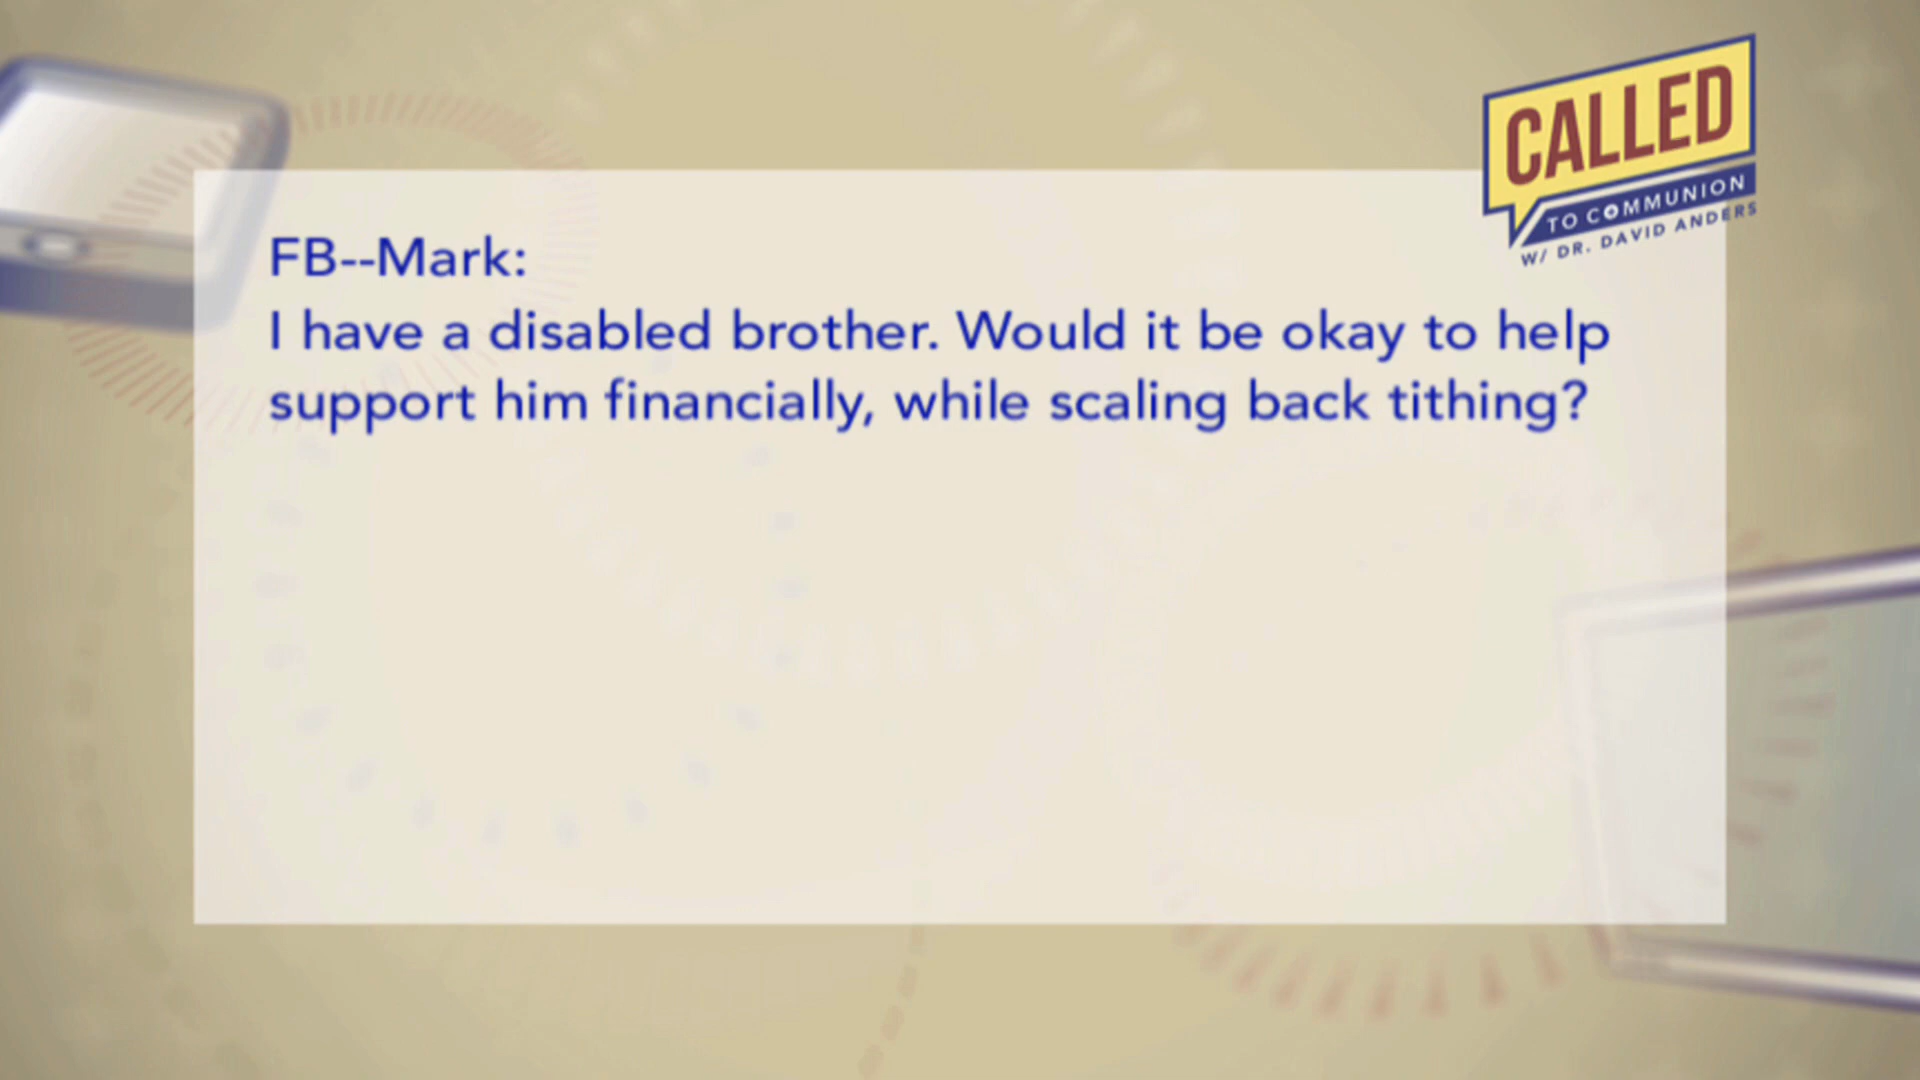 CALLED
TO COMMUNION
W/ DR. DAVID ANDERS
FB--Mark:
I have a disabled brother. Would it be okay to help
support him financially, while scaling back tithing?